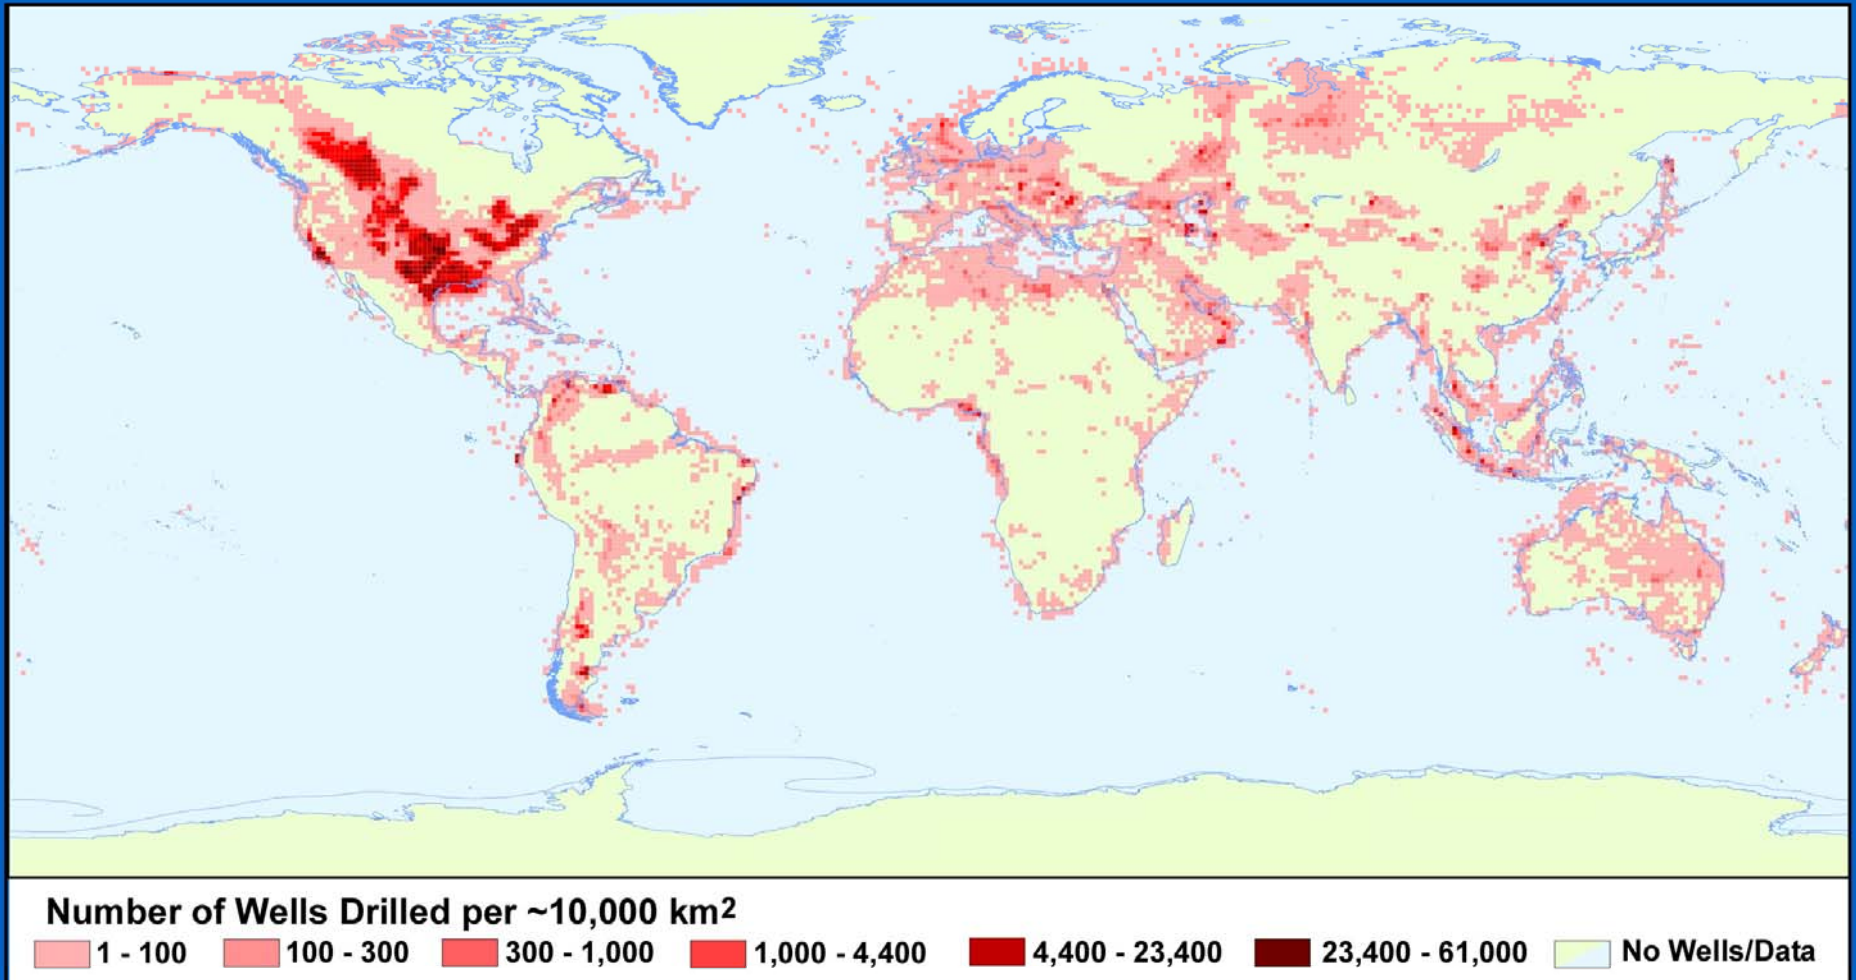 Number of Wells Drilled per ~10,000 km2
1 - 100 100 - 300 300 - 1,000 1,000 - 4,400 4,400 - 23,400 23,400 - 61,000 No Wells/Data